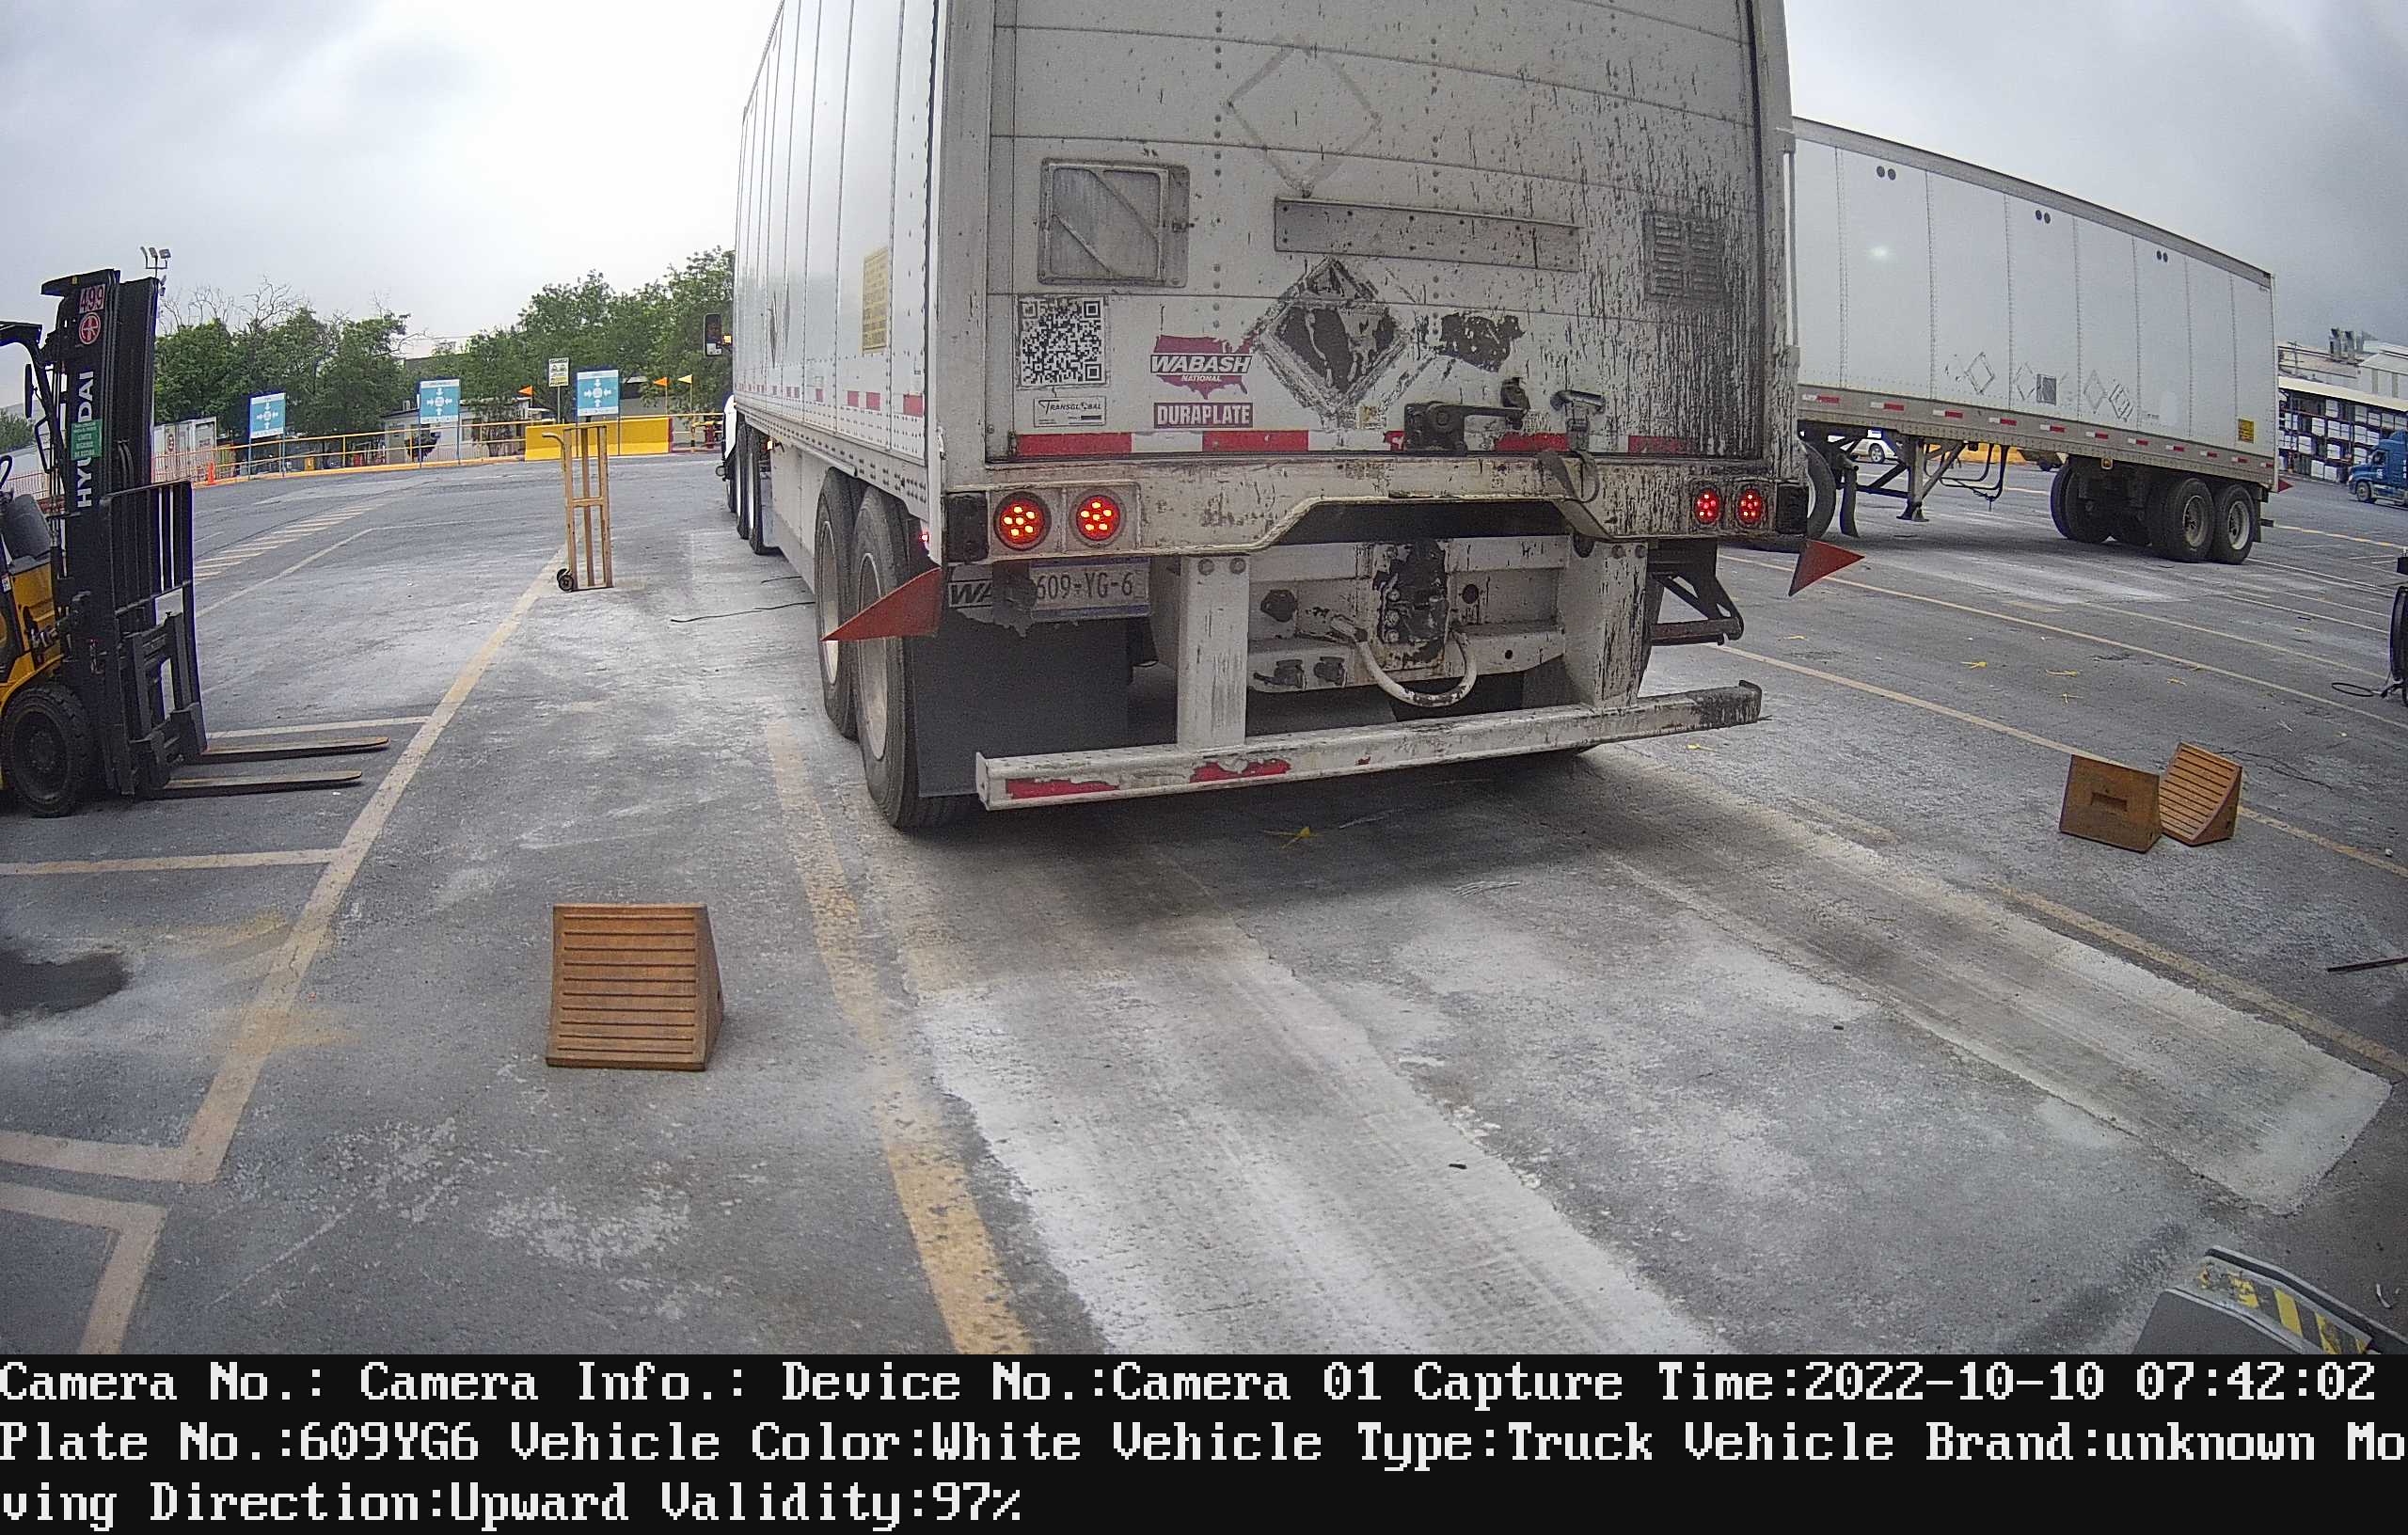 499
HYUNDAI
WABASH
NATIONAL
TRANSGLOBAL
DURAPLATE
WA
609-YG-6
Camera No.: Camera Info.: Device No.:Camera 01 Capture Time:2022-10-10 07:42:02
Plate No.:609YG6 Vehicle Color:White Vehicle Type:Truck Vehicle Brand:unknown Mo
ving Direction:Upward Validity:97%